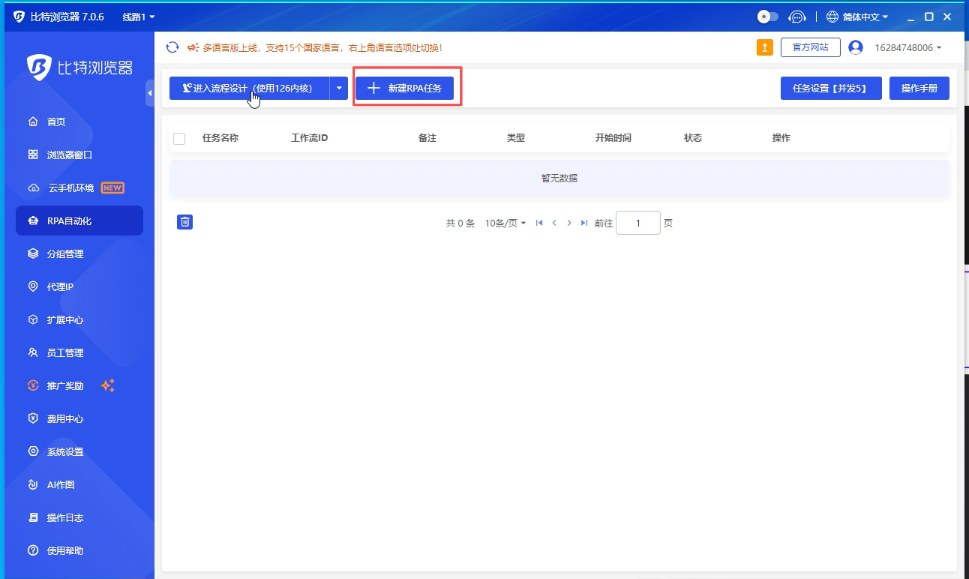 比特浏览器 7.0.6 线路1 简体中文
比特浏览器
多语言版上线，支持15个国家语言，右上角语言选项处切换！ 官方网站 16284748006
进入流程设计（使用126内核） 新建RPA任务 任务设置【并发5】 操作手册
任务名称 工作流ID 备注 类型 开始时间 状态 操作
暂无数据
共 0 条 10条/页 前往 1 页
首页
浏览器窗口
云手机环境 NEW
RPA自动化
分组管理
代理IP
扩展中心
员工管理
推广奖励
费用中心
系统设置
AI作图
操作日志
使用帮助